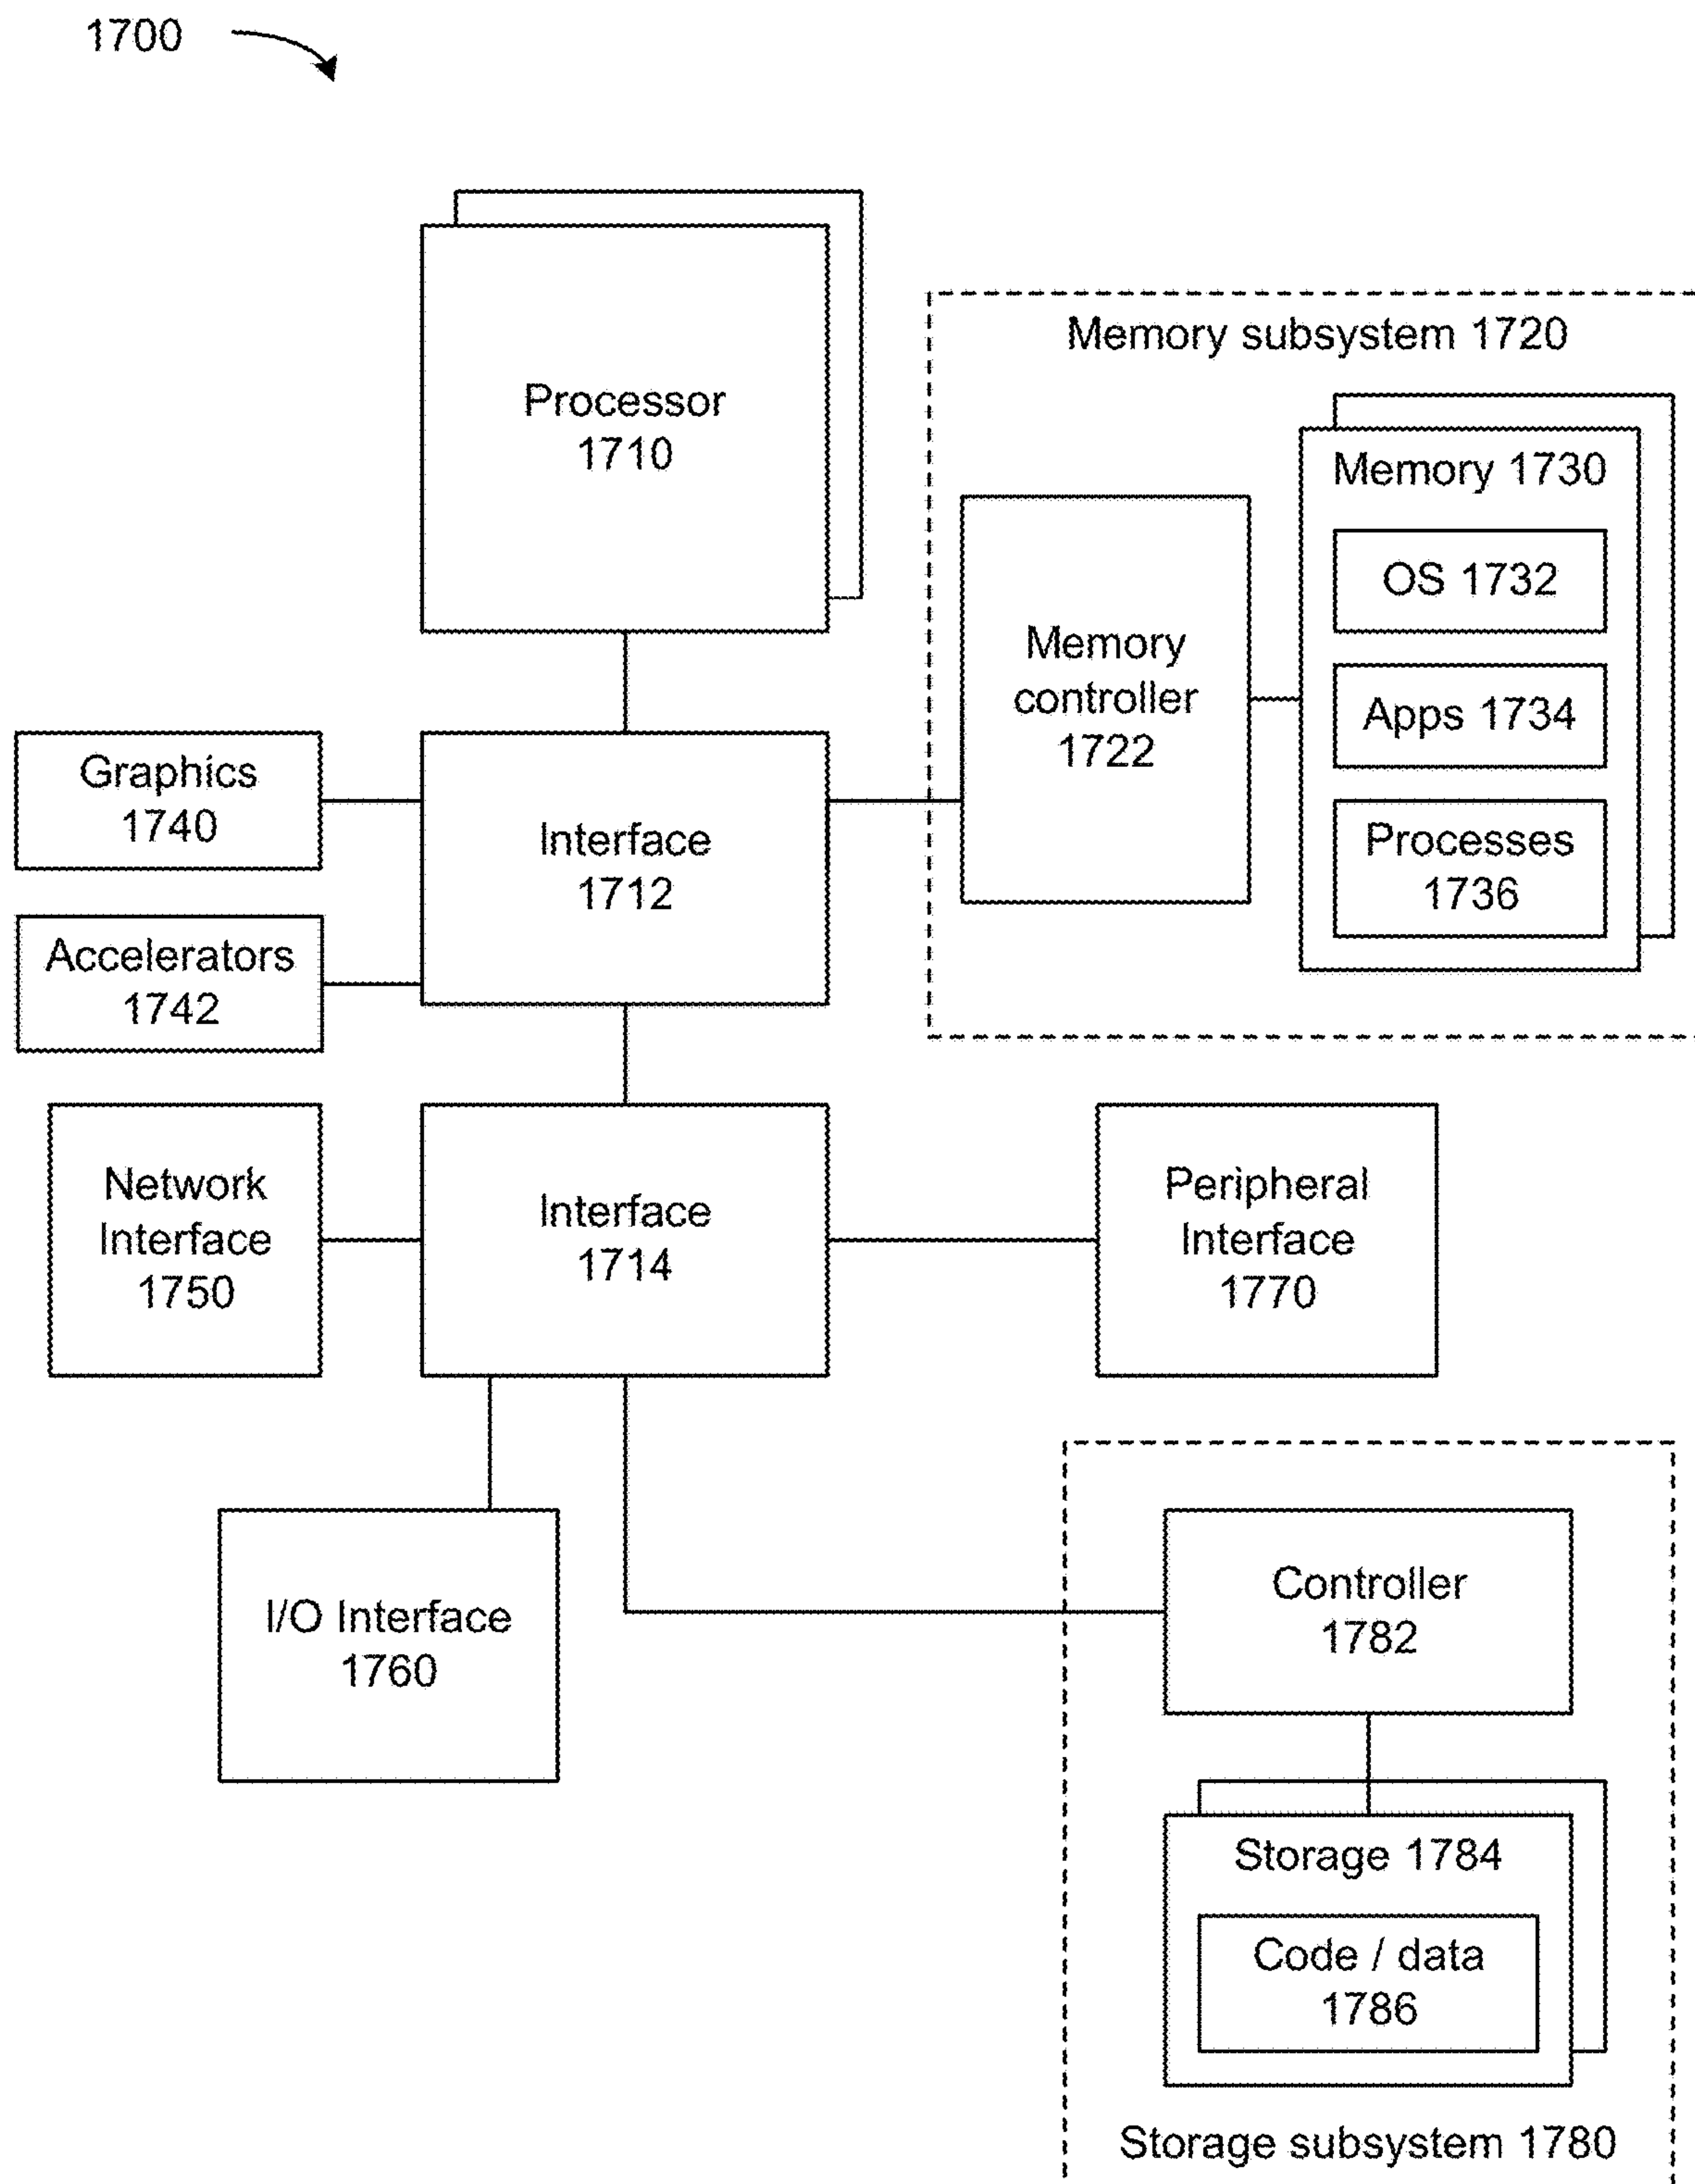 1700
Processor
1710
Memory subsystem 1720
Memory 1730
OS 1732
Apps 1734
Processes
1736
Memory
controller
1722
Graphics
1740
Interface
1712
Accelerators
1742
Network
Interface
1750
Interface
1714
Peripheral
Interface
1770
I/O Interface
1760
Controller
1782
Storage 1784
Code / data
1786
Storage subsystem 1780